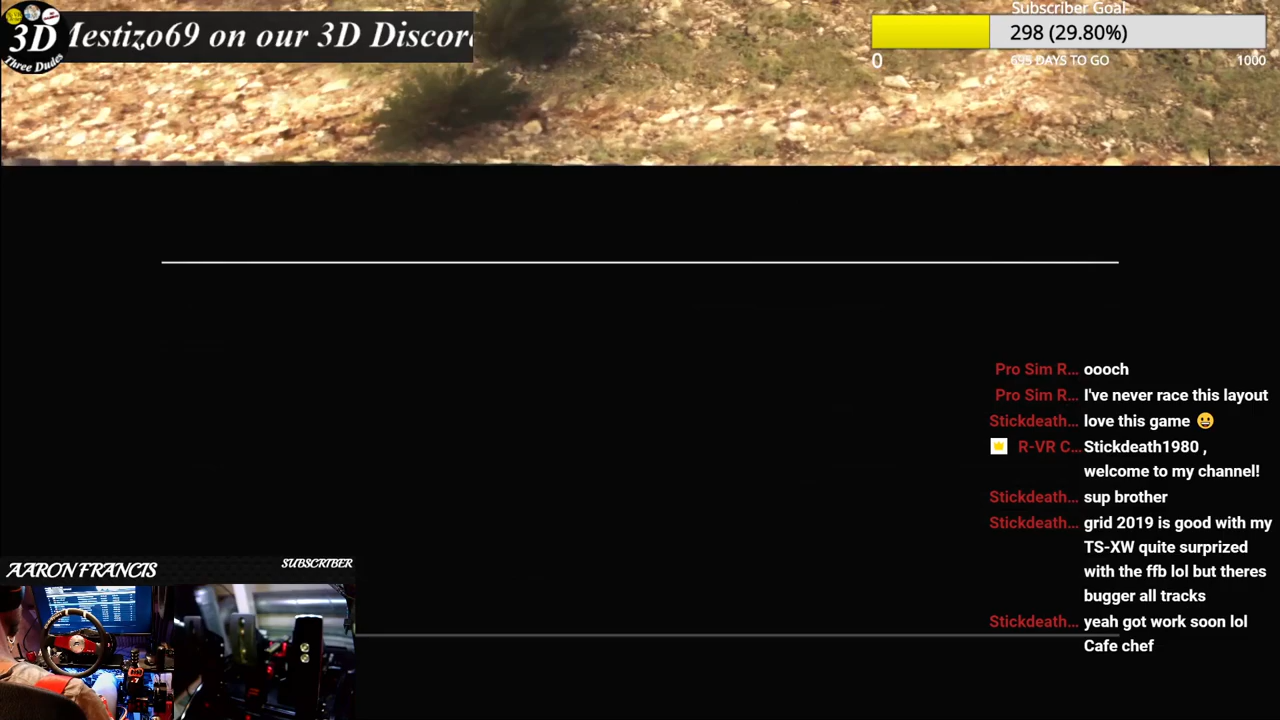 3D
Three Dudes
Mestizo69 on our 3D Discor
Subscriber Goal
298 (29.80%)
0
695 DAYS TO GO
1000
Pro Sim R... oooch
Pro Sim R... I've never race this layout
Stickdeath... love this game 😀
R-VR C... Stickdeath1980 ,
welcome to my channel!
Stickdeath... sup brother
Stickdeath... grid 2019 is good with my
TS-XW quite surprized
with the ffb lol but theres
bugger all tracks
Stickdeath... yeah got work soon lol
Cafe chef
AARON FRANCIS
SUBSCRIBER